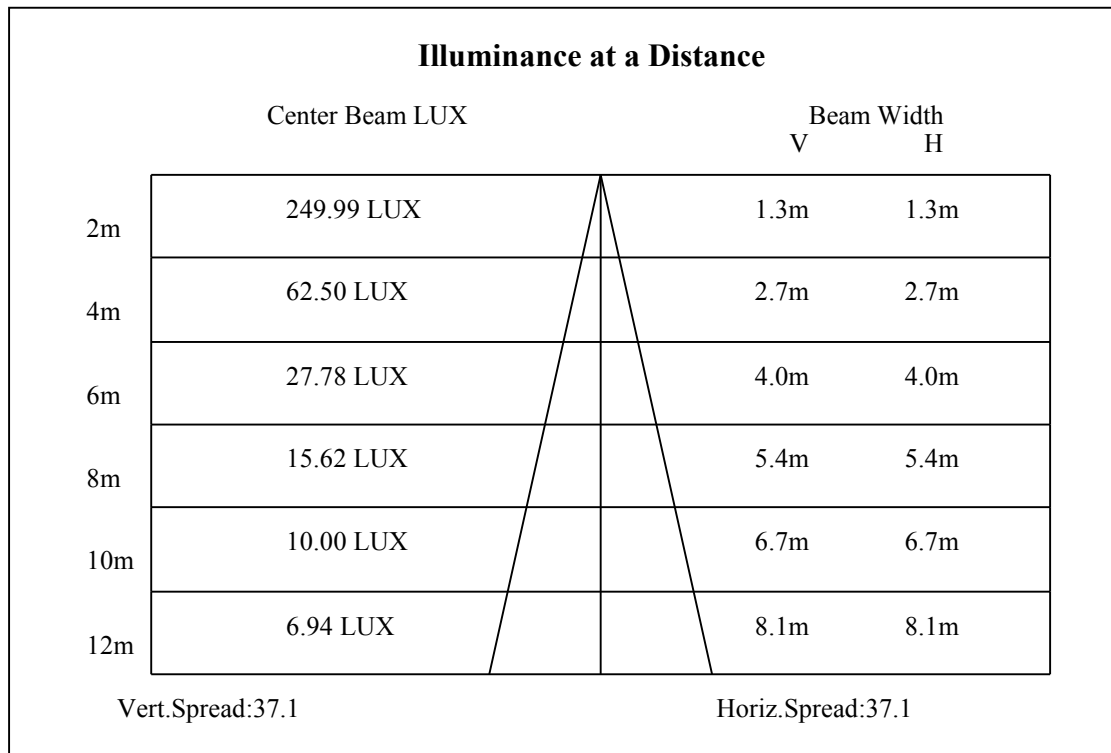 Illuminance at a Distance
Center Beam LUX Beam Width
V H
2m 249.99 LUX 1.3m 1.3m
4m 62.50 LUX 2.7m 2.7m
6m 27.78 LUX 4.0m 4.0m
8m 15.62 LUX 5.4m 5.4m
10m 10.00 LUX 6.7m 6.7m
12m 6.94 LUX 8.1m 8.1m
Vert.Spread:37.1 Horiz.Spread:37.1